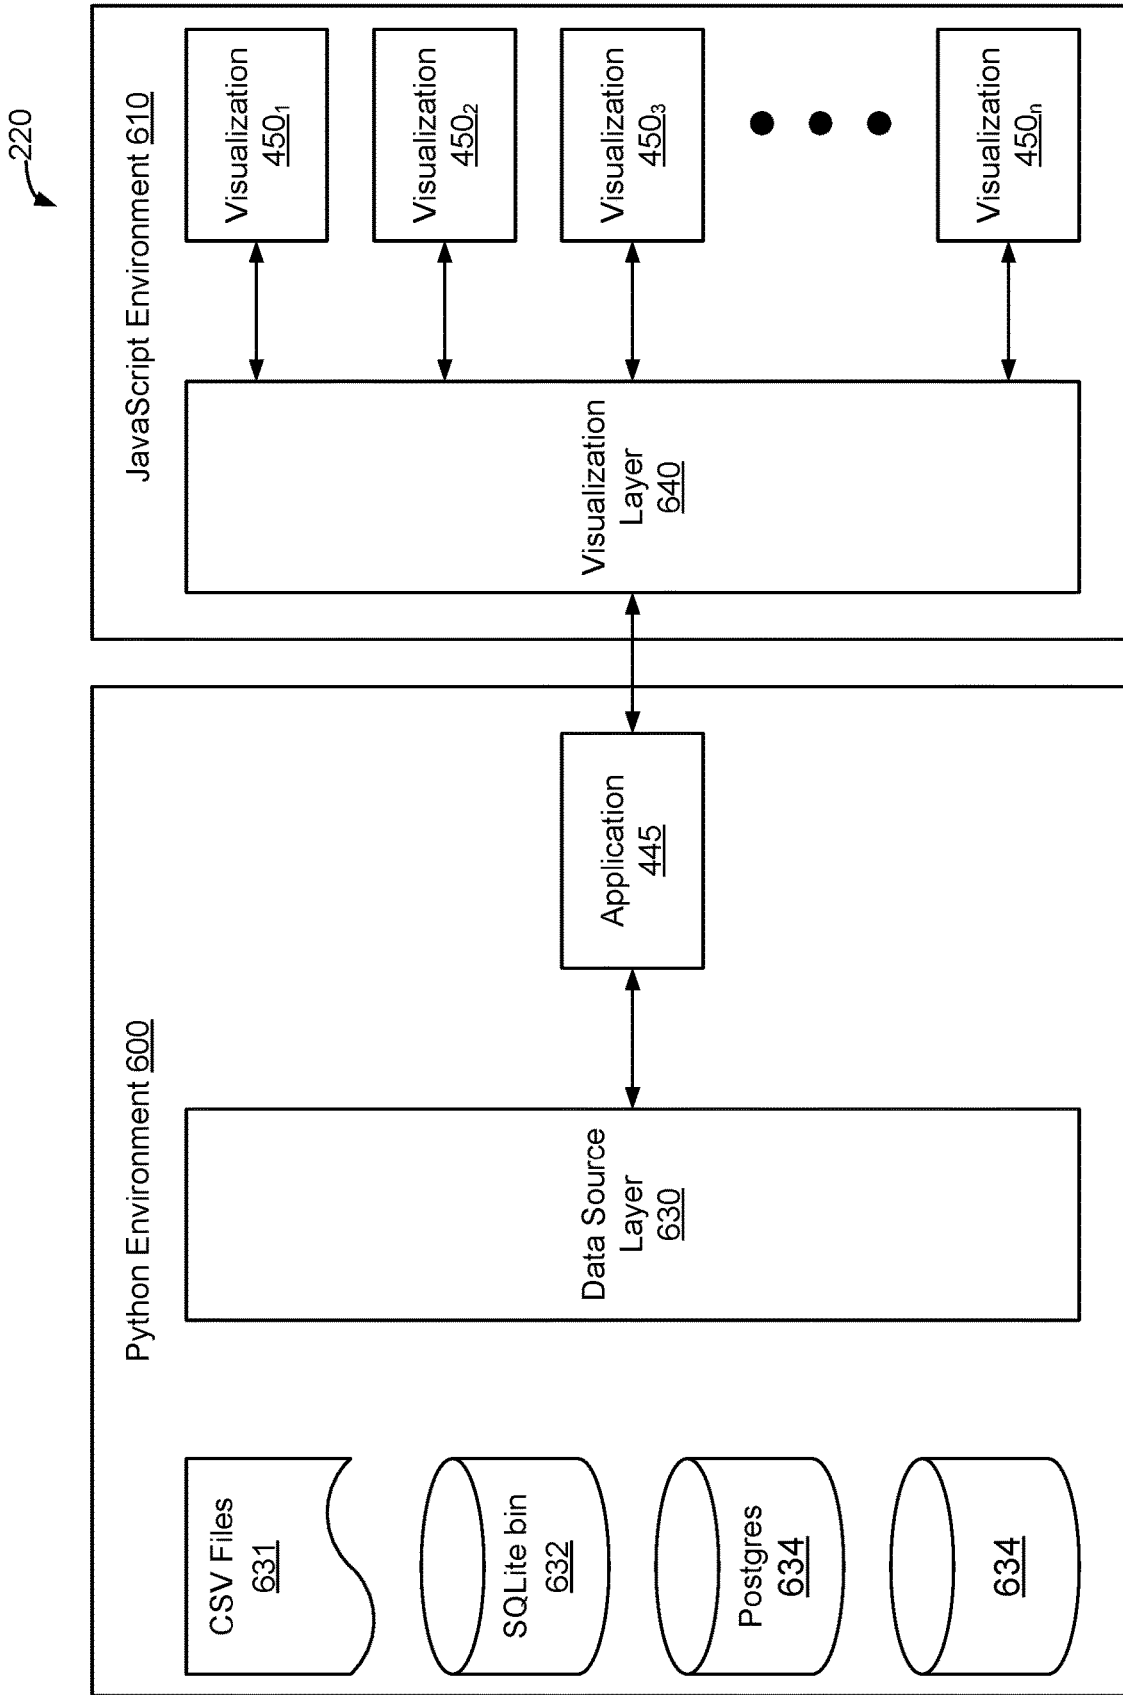 220
Python Environment 600
CSV Files
631
SQLite bin
632
Postgres
634
634
Data Source
Layer
630
Application
445
JavaScript Environment 610
Visualization
Layer
640
Visualization
450₁
Visualization
450₂
Visualization
450₃
Visualization
450ₙ